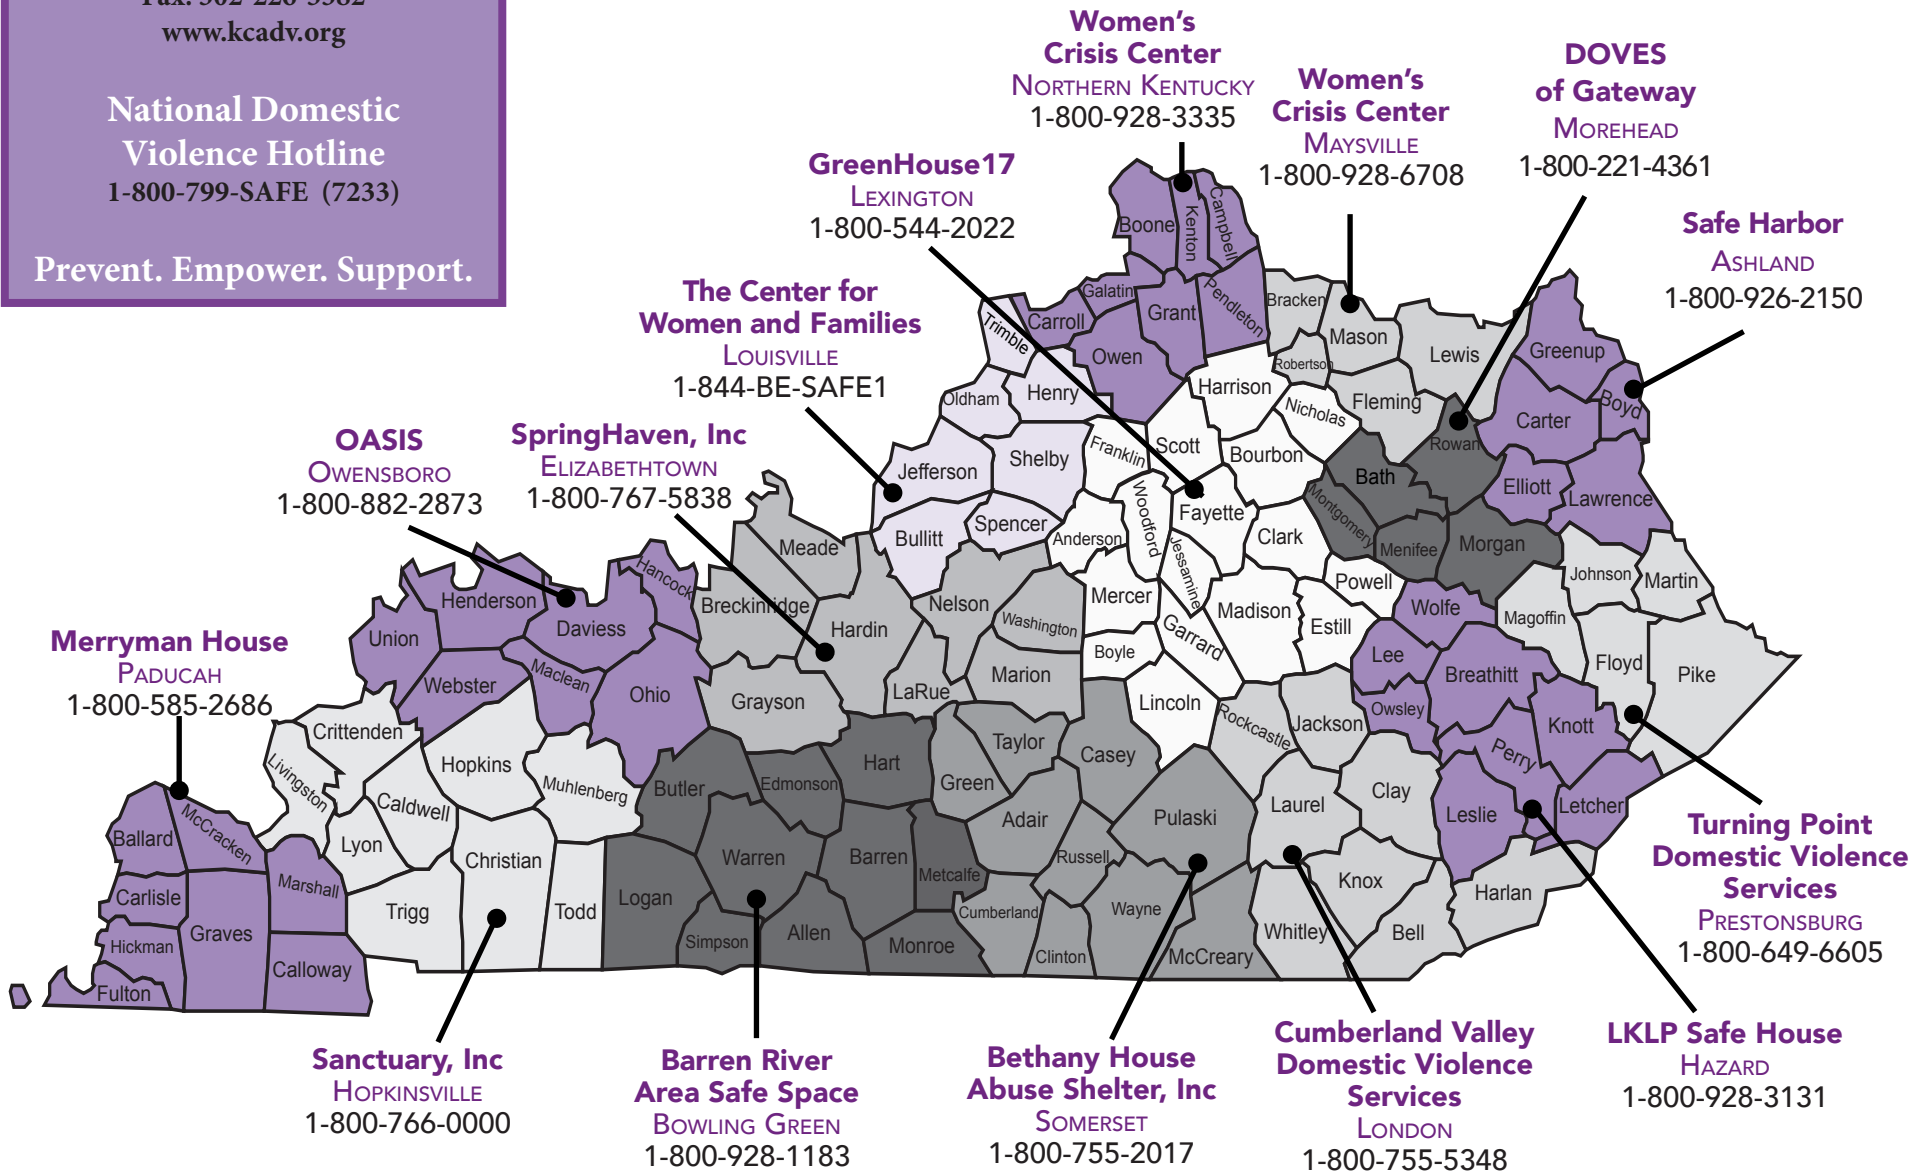 www.kcadv.org
National Domestic
Violence Hotline
1-800-799-SAFE (7233)
Prevent. Empower. Support.
Women's
Crisis Center
Northern Kentucky
1-800-928-3335
Women's
Crisis Center
Maysville
1-800-928-6708
DOVES
of Gateway
Morehead
1-800-221-4361
GreenHouse17
Lexington
1-800-544-2022
Safe Harbor
Ashland
1-800-926-2150
The Center for
Women and Families
Louisville
1-844-BE-SAFE1
OASIS
Owensboro
1-800-882-2873
SpringHaven, Inc
Elizabethtown
1-800-767-5838
Merryman House
Paducah
1-800-585-2686
Boone
Kenton
Campbell
Galatin
Carroll
Grant
Pendleton
Owen
Trimble
Bracken
Mason
Robertson
Lewis
Greenup
Boyd
Carter
Fleming
Rowan
Harrison
Nicholas
Henry
Oldham
Jefferson
Shelby
Franklin
Scott
Bourbon
Bath
Montgomery
Menifee
Morgan
Elliott
Lawrence
Bullitt
Spencer
Anderson
Woodford
Fayette
Jessamine
Clark
Powell
Johnson
Martin
Magoffin
Wolfe
Meade
Breckinridge
Hardin
Nelson
Washington
Mercer
Boyle
Garrard
Madison
Estill
Lee
Breathitt
Floyd
Pike
Hancock
Henderson
Daviess
Union
Webster
Maclean
Ohio
Grayson
LaRue
Marion
Lincoln
Rockcastle
Jackson
Owsley
Knott
Perry
Crittenden
Livingston
Hopkins
Muhlenberg
Caldwell
Lyon
Butler
Edmonson
Hart
Green
Taylor
Casey
Pulaski
Laurel
Clay
Leslie
Letcher
Ballard
McCracken
Carlisle
Graves
Marshall
Hickman
Fulton
Calloway
Trigg
Christian
Todd
Logan
Warren
Simpson
Allen
Barren
Metcalfe
Monroe
Adair
Russell
Cumberland
Clinton
Wayne
McCreary
Whitley
Knox
Bell
Harlan
Turning Point
Domestic Violence
Services
Prestonsburg
1-800-649-6605
Sanctuary, Inc
Hopkinsville
1-800-766-0000
Barren River
Area Safe Space
Bowling Green
1-800-928-1183
Bethany House
Abuse Shelter, Inc
Somerset
1-800-755-2017
Cumberland Valley
Domestic Violence
Services
London
1-800-755-5348
LKLP Safe House
Hazard
1-800-928-3131